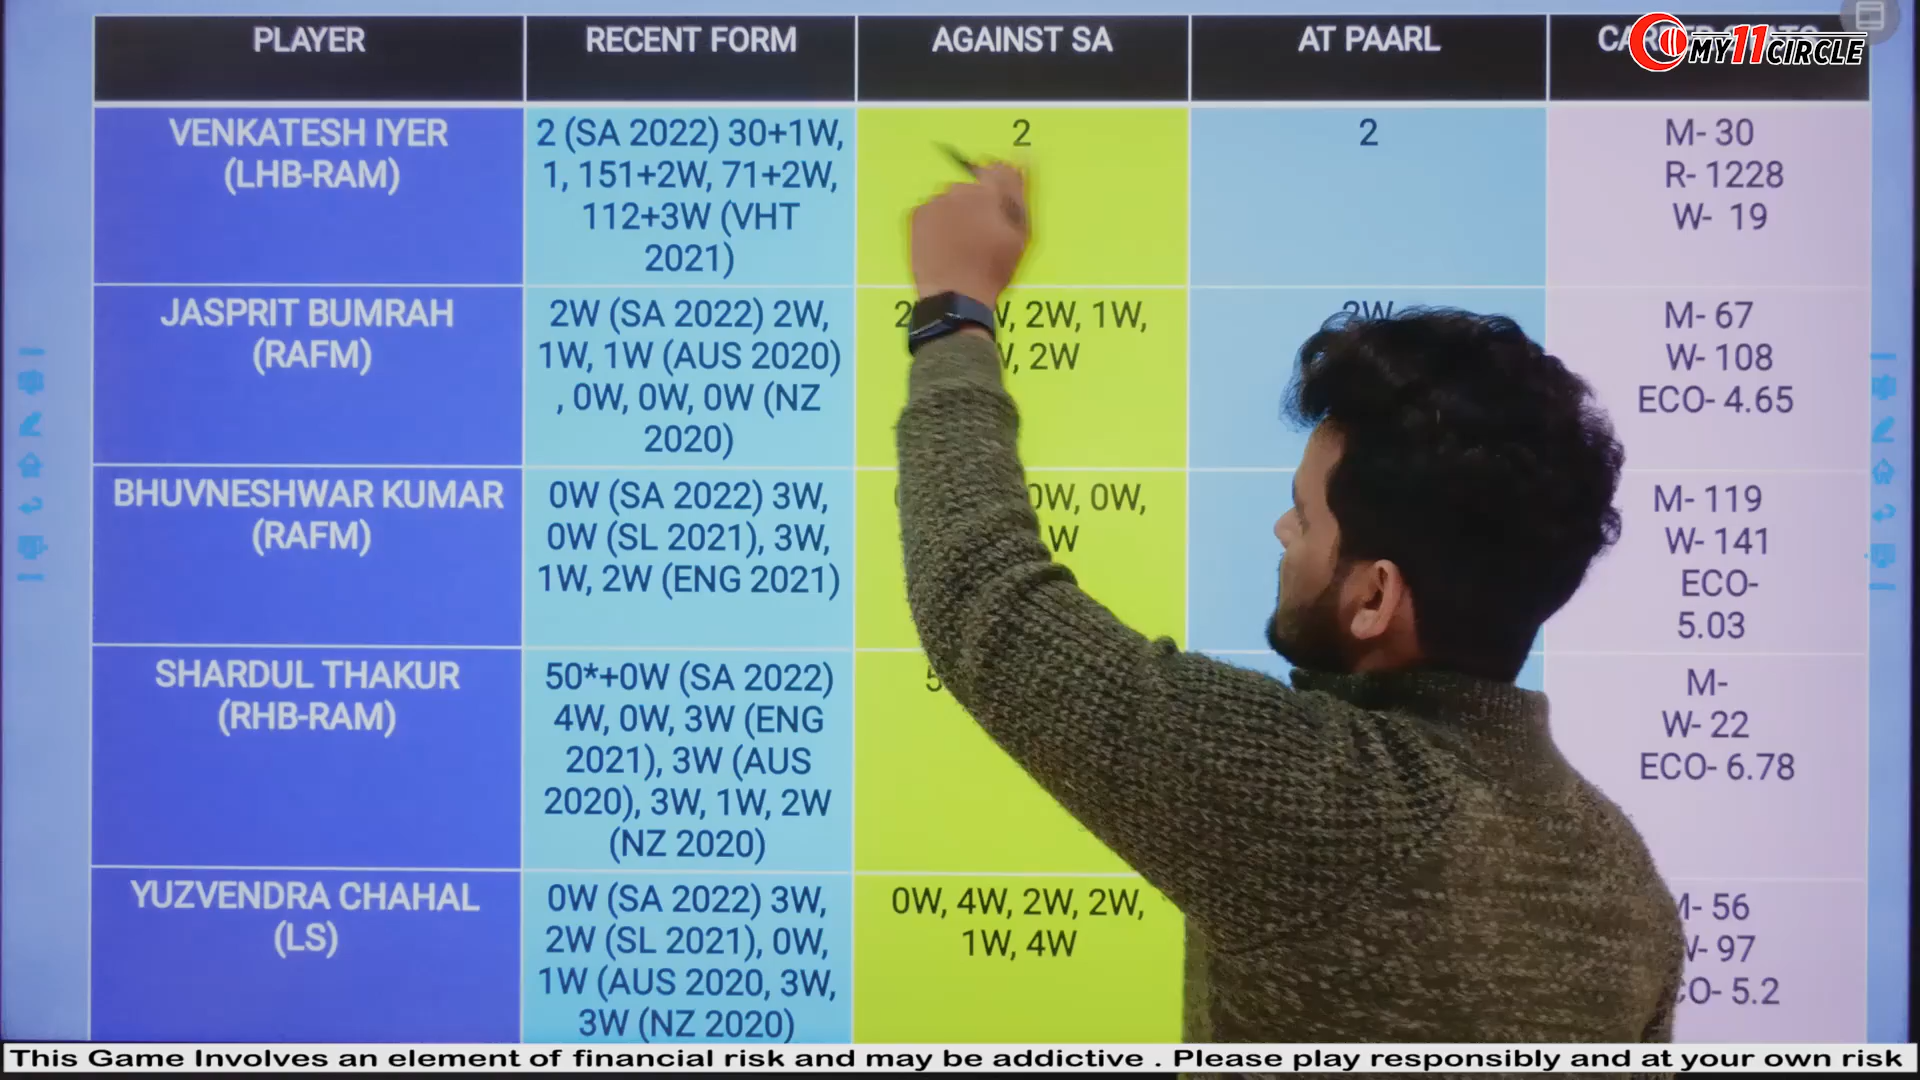 PLAYER
RECENT FORM
AGAINST SA
AT PAARL
MY11CIRCLE
VENKATESH IYER
(LHB-RAM)
2 (SA 2022) 30+1W,
1, 151+2W, 71+2W,
112+3W (VHT
2021)
2
2
M- 30
R- 1228
W- 19
JASPRIT BUMRAH
(RAFM)
2W (SA 2022) 2W,
1W, 1W (AUS 2020)
, 0W, 0W, 0W (NZ
2020)
2W, 1W,
2W
2W
M- 67
W- 108
ECO- 4.65
BHUVNESHWAR KUMAR
(RAFM)
0W (SA 2022) 3W,
0W (SL 2021), 3W,
1W, 2W (ENG 2021)
0W, 0W,
M- 119
W- 141
ECO-
5.03
SHARDUL THAKUR
(RHB-RAM)
50*+0W (SA 2022)
4W, 0W, 3W (ENG
2021), 3W (AUS
2020), 3W, 1W, 2W
(NZ 2020)
M-
W- 22
ECO- 6.78
YUZVENDRA CHAHAL
(LS)
0W (SA 2022) 3W,
2W (SL 2021), 0W,
1W (AUS 2020, 3W,
3W (NZ 2020)
0W, 4W, 2W, 2W,
1W, 4W
56
97
5.2
This Game Involves an element of financial risk and may be addictive . Please play responsibly and at your own risk